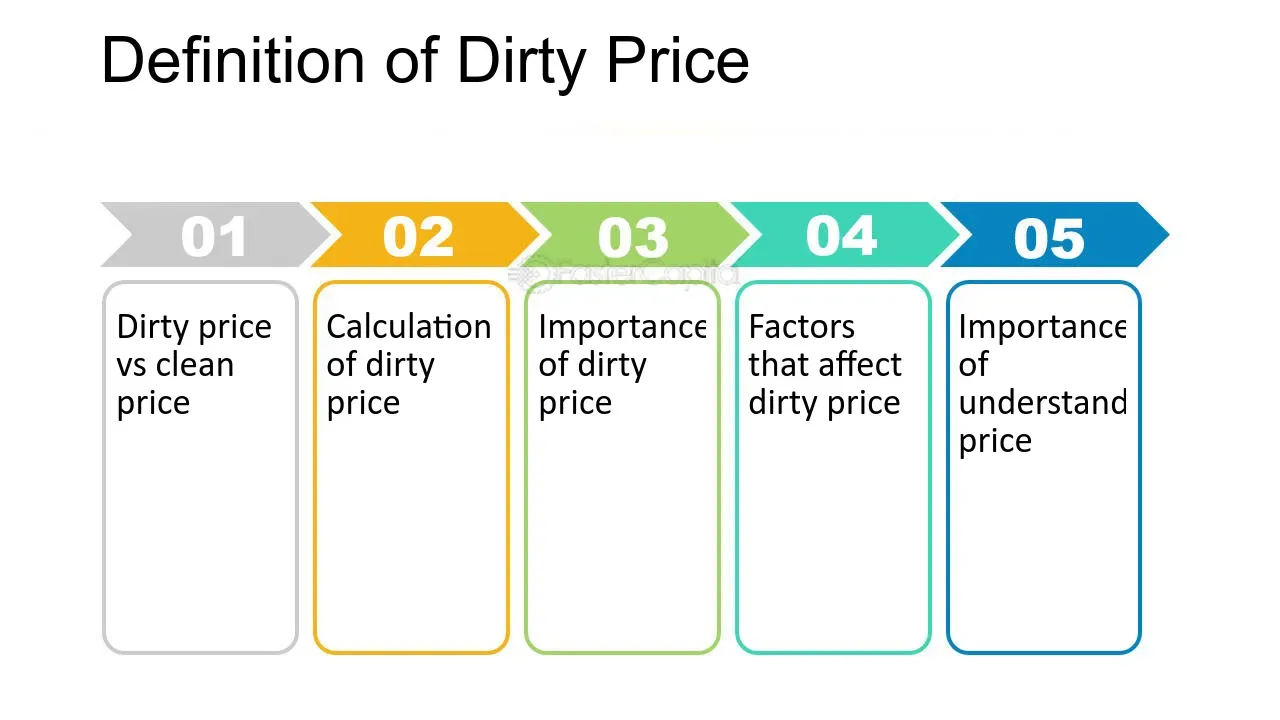 Definition of Dirty Price
01
02
03
04
05
FasterCapita
Dirty price
vs clean
price
Calculation
of dirty
price
Importance
of dirty
price
Factors
that affect
dirty price
Importance
of
understand
price